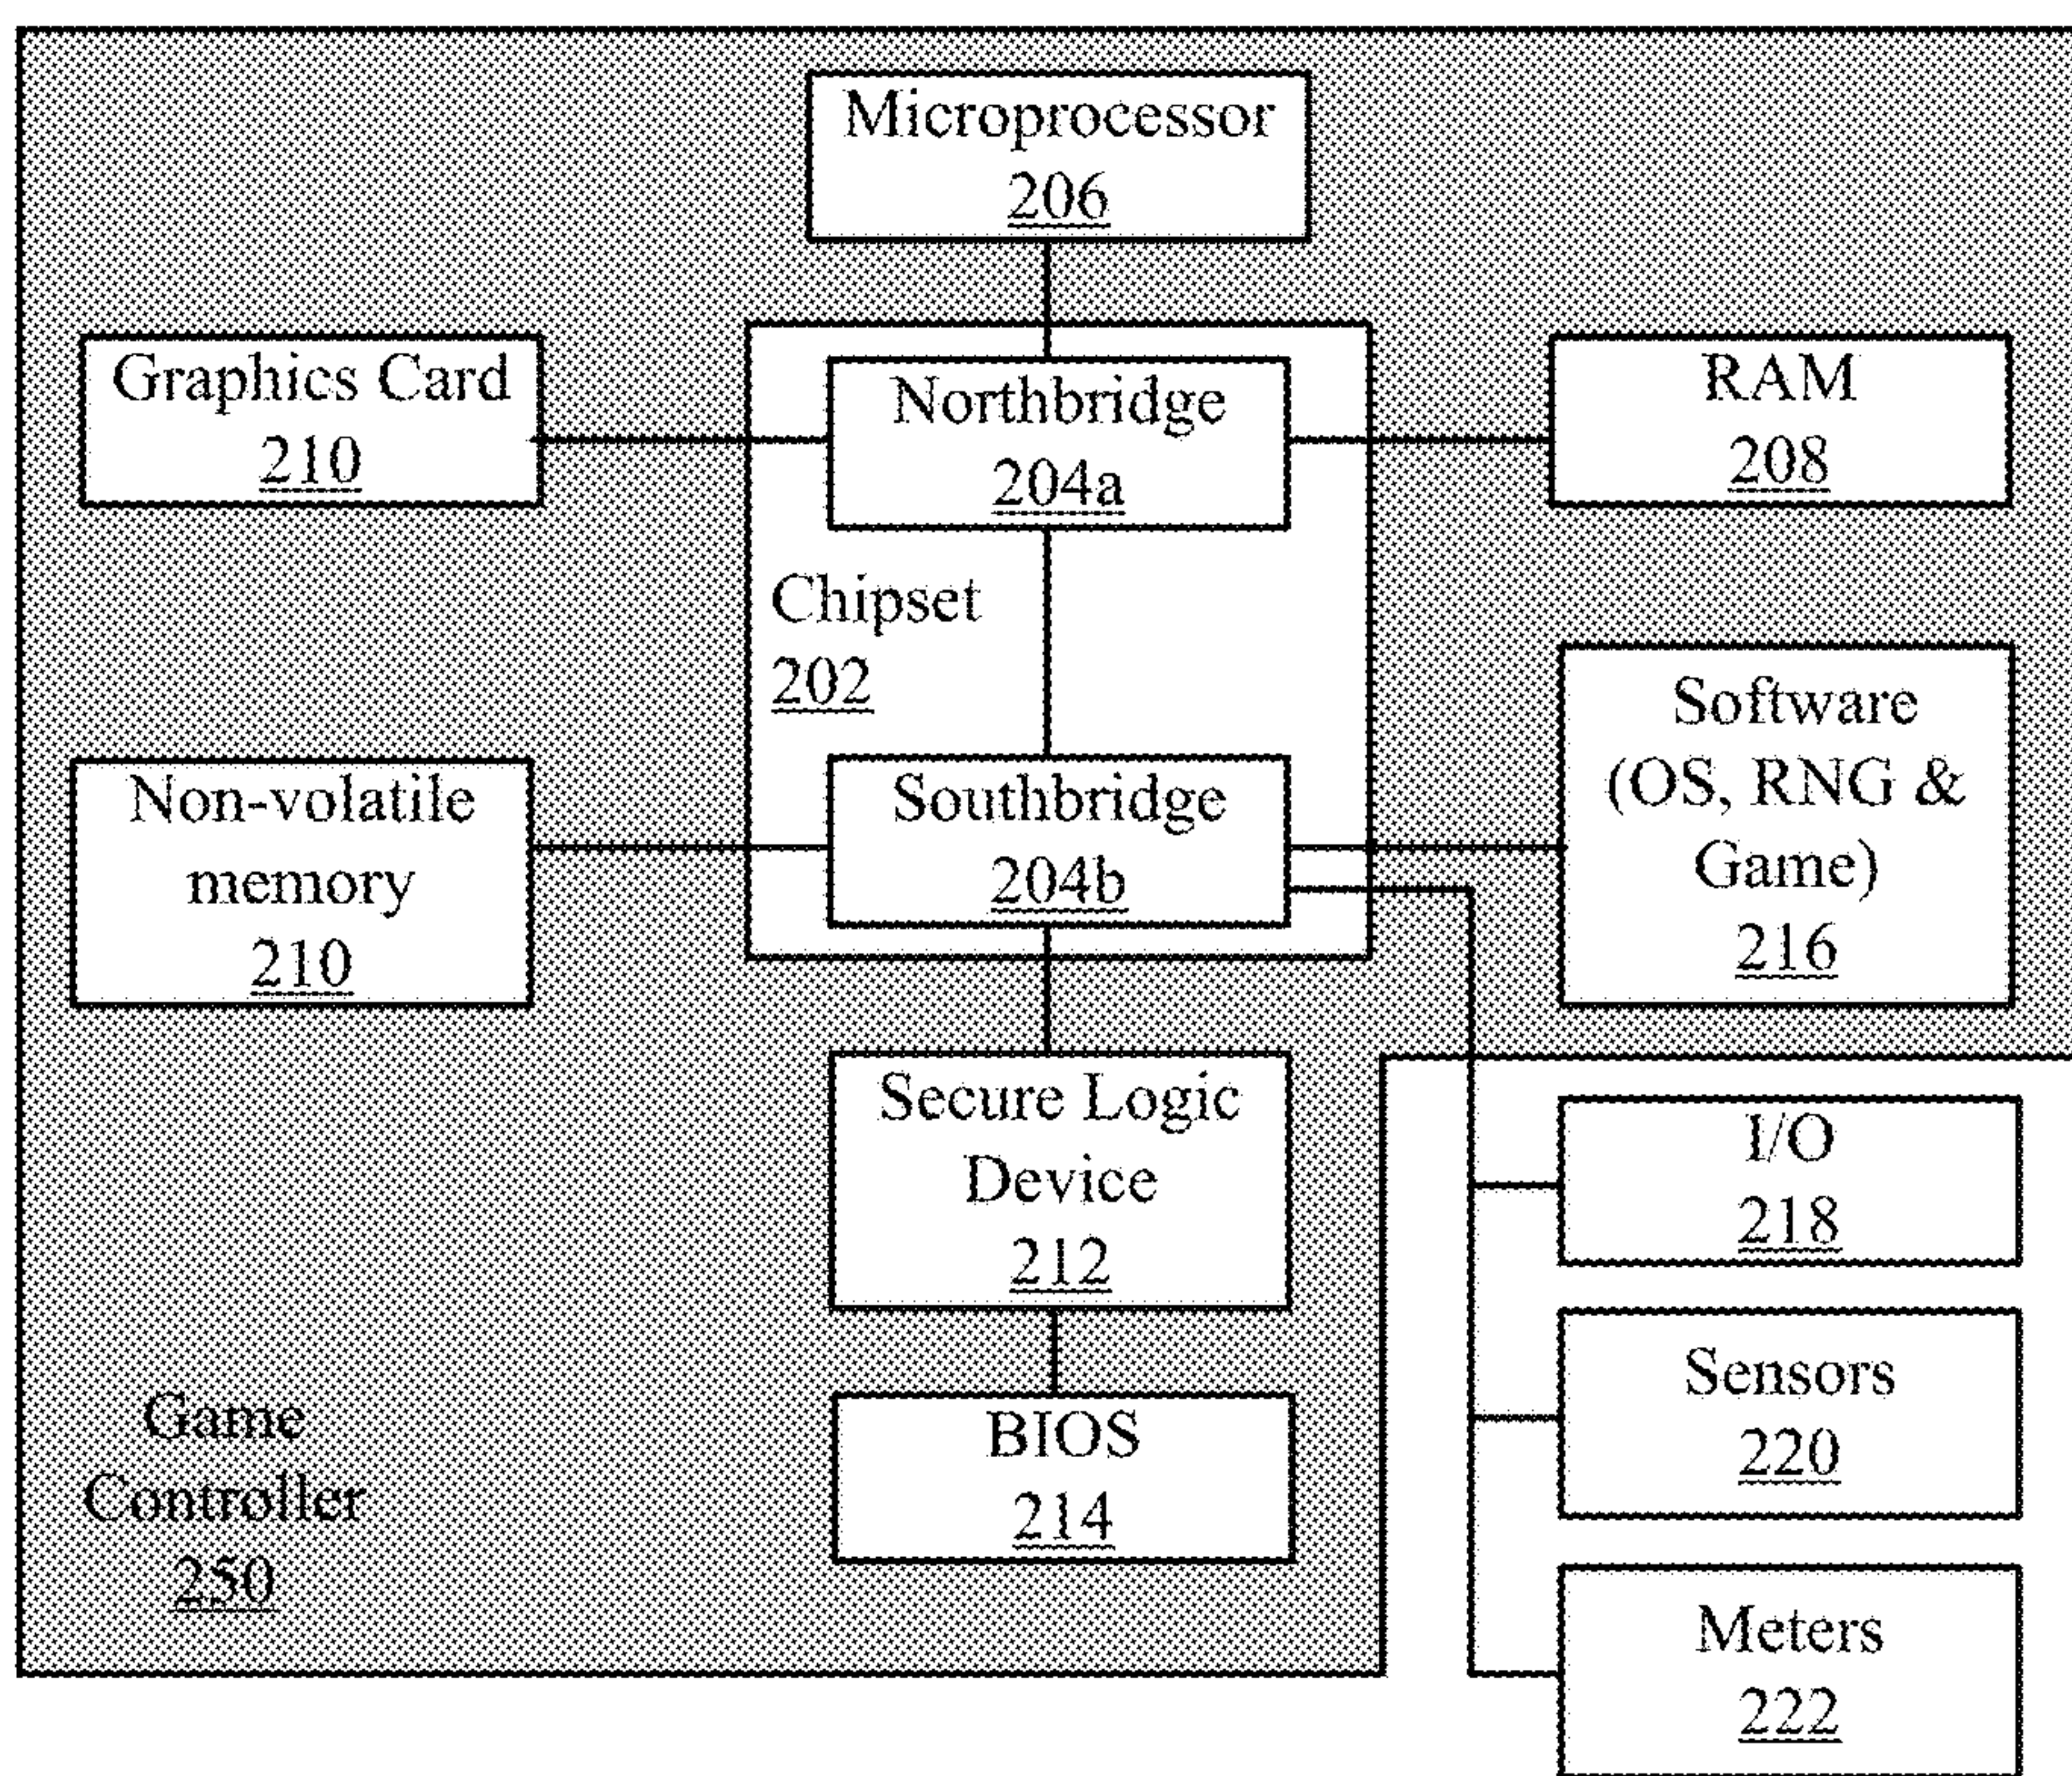 Microprocessor
206
Graphics Card
210
Northbridge
204a
RAM
208
Chipset
202
Software
(OS, RNG &
Game)
216
Non-volatile
memory
210
Southbridge
204b
Secure Logic
Device
212
I/O
218
Sensors
220
BIOS
214
Game
Controller
250
Meters
222